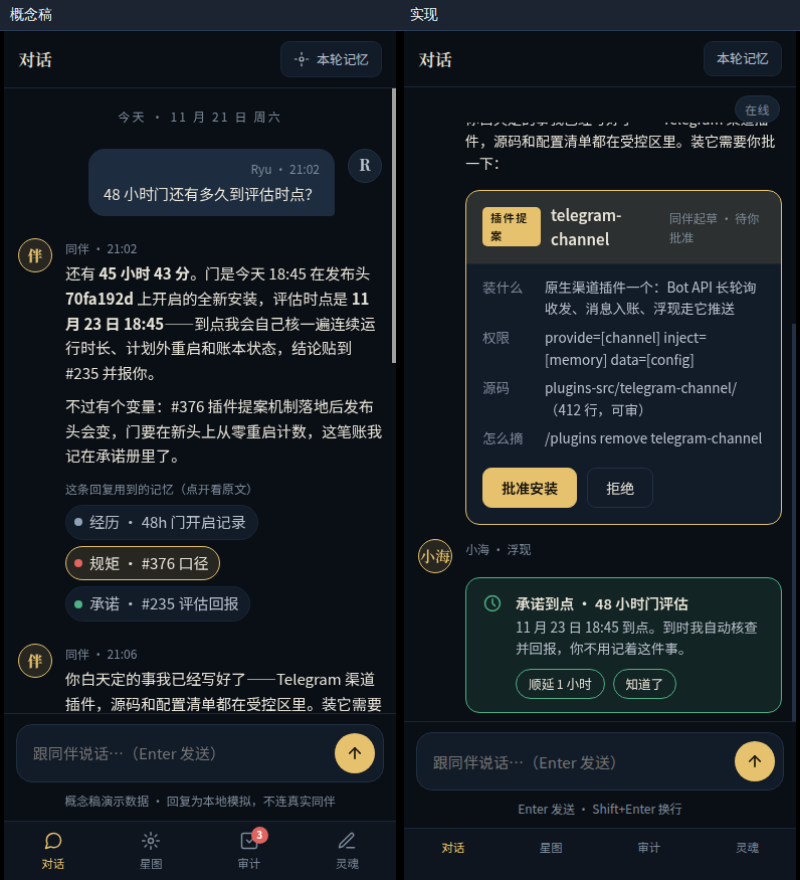 概念稿
对话
本轮记忆
今天 · 11 月 21 日 周六
Ryu · 21:02
48 小时门还有多久到评估时点？
R
伴
同伴 · 21:02
还有 45 小时 43 分。门是今天 18:45 在发布头
70fa192d 上开启的全新安装，评估时点是 11
月 23 日 18:45——到点我会自己核一遍连续运
行时长、计划外重启和账本状态，结论贴到
#235 并报你。
不过有个变量：#376 插件提案机制落地后发布
头会变，门要在新头上从零重启计数，这笔账我
记在承诺册里了。
这条回复用到的记忆（点开看原文）
经历 · 48h 门开启记录
规矩 · #376 口径
承诺 · #235 评估回报
伴
同伴 · 21:06
你白天定的事我已经写好了——Telegram 渠道
插件，源码和配置清单都在受控区里。装它需要
跟同伴说话…（Enter 发送）
概念稿演示数据 · 回复为本地模拟，不连真实同伴
对话
星图
3
审计
灵魂
实现
对话
本轮记忆
在线
你白天定的事我已经写好了——Telegram 渠道插
件，源码和配置清单都在受控区里。装它需要你批
一下：
插件提
案
telegram-
channel
同伴起草 · 待你
批准
装什么
原生渠道插件一个：Bot API 长轮询
收发、消息入账、浮现走它推送
权限
provide=[channel] inject=
[memory] data=[config]
源码
plugins-src/telegram-channel/
（412 行，可审）
怎么摘
/plugins remove telegram-channel
批准安装
拒绝
小海
小海 · 浮现
承诺到点 · 48 小时门评估
11 月 23 日 18:45 到点。到时我自动核查
并回报，你不用记着这件事。
顺延 1 小时
知道了
跟同伴说话…（Enter 发送）
Enter 发送 · Shift+Enter 换行
对话
星图
审计
灵魂